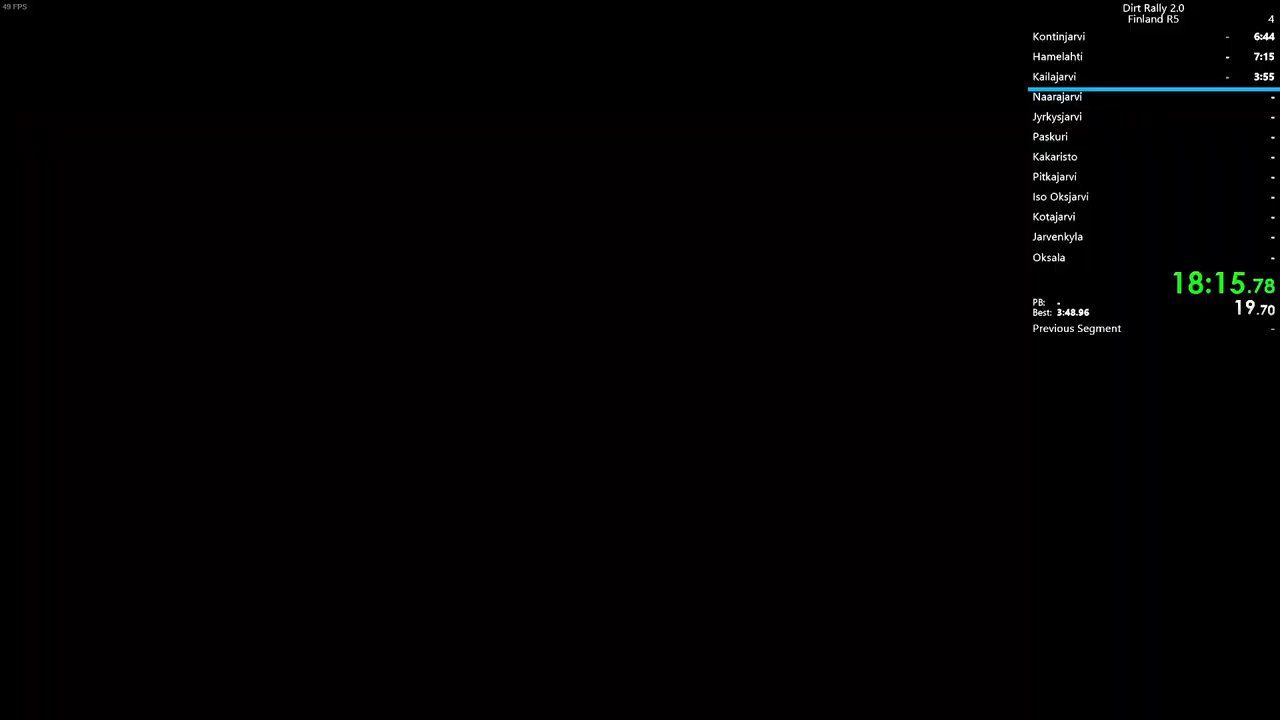 49 FPS
Dirt Rally 2.0
Finland R5 4
Kontinjarvi - 6:44
Hamelahti - 7:15
Kailajarvi - 3:55
Naarajarvi -
Jyrkysjarvi -
Paskuri -
Kakaristo -
Pitkajarvi -
Iso Oksjarvi -
Kotajarvi -
Jarvenkyla -
Oksala -
18:15.78
PB: - 19.70
Best: 3:48.96
Previous Segment -